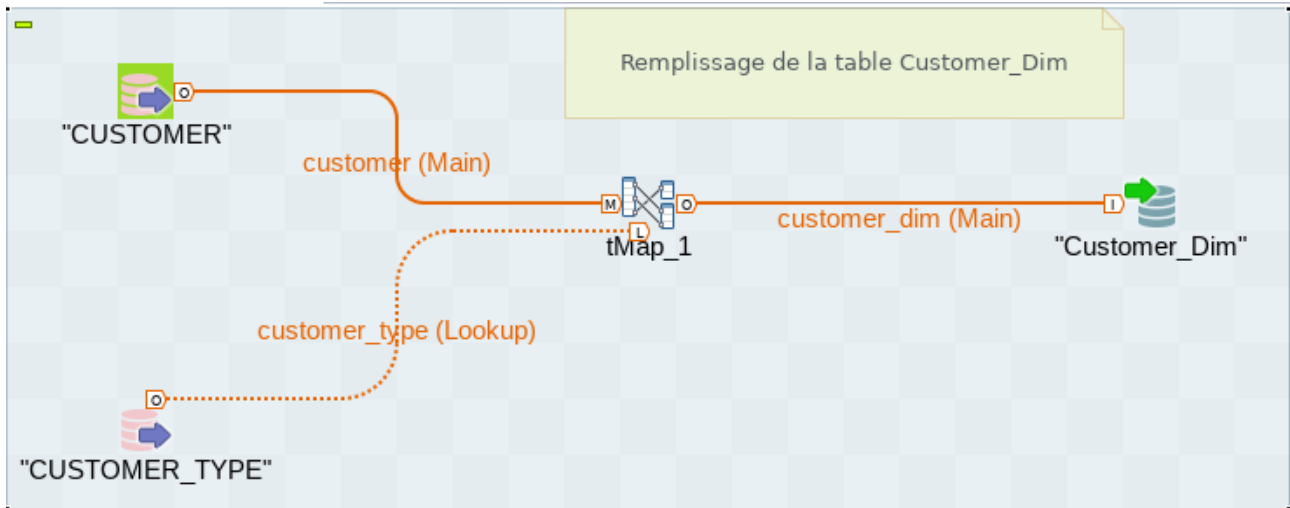 Remplissage de la table Customer_Dim
O
"CUSTOMER"
customer (Main)
M
O
customer_dim (Main)
I
L
tMap_1
"Customer_Dim"
customer_type (Lookup)
O
"CUSTOMER_TYPE"